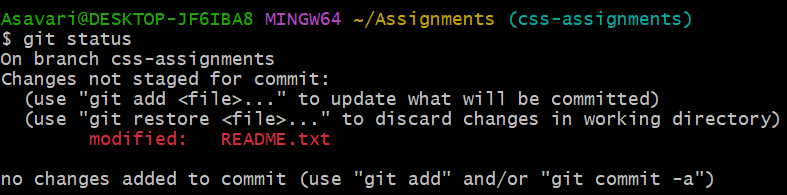 Asavari@DESKTOP-JF6IBA8 MINGW64 ~/Assignments (css-assignments)
$ git status
On branch css-assignments
Changes not staged for commit:
  (use "git add <file>..." to update what will be committed)
  (use "git restore <file>..." to discard changes in working directory)
        modified:   README.txt

no changes added to commit (use "git add" and/or "git commit -a")